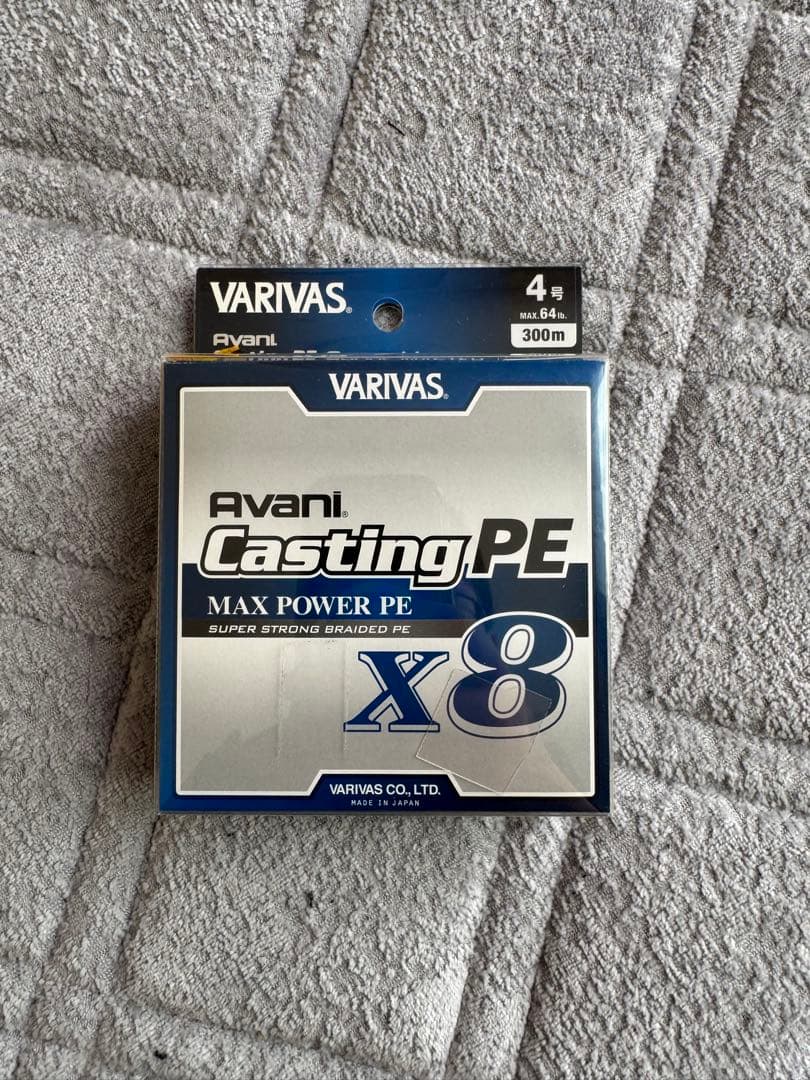 VARIVAS®
4号
MAX.64lb.
300m
Avani
VARIVAS®
Avani®
Casting PE
MAX POWER PE
SUPER STRONG BRAIDED PE
X8
VARIVAS CO., LTD.
MADE IN JAPAN